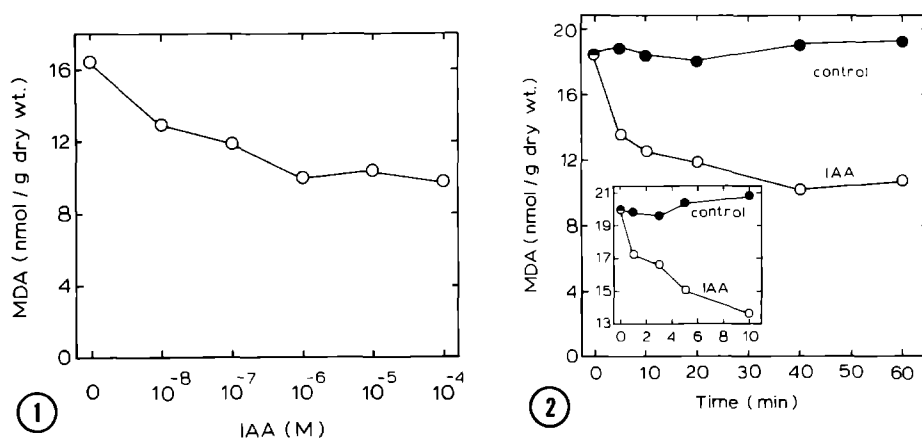 MDA (nmol / g dry wt.)
16
12
8
4
0
0 10-8 10-7 10-6 10-5 10-4
IAA (M)
1
MDA (nmol / g dry wt.)
20
16
12
8
4
0
control
IAA
21
19
17
15
13
control
IAA
0 2 4 6 8 10
0 10 20 30 40 50 60
Time (min)
2